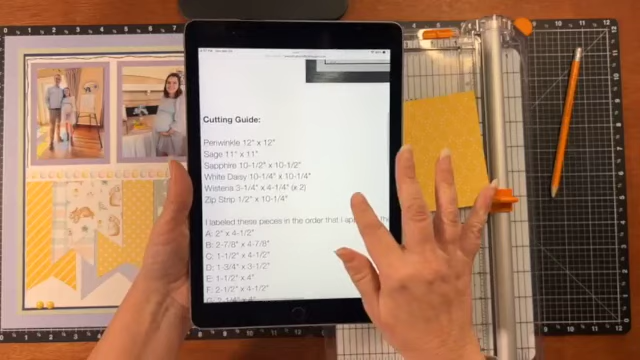 Cutting Guide:
Periwinkle 12" x 12"
Sage 11" x 11"
Sapphire 10-1/2" x 10-1/2"
White Daisy 10-1/4" x 10-1/4"
Wisteria 3-1/4" x 4-1/4" (x 2)
Zip Strip 1/2" x 10-1/4"
I labeled these pieces in the order that I
A: 2" x 4-1/2"
B: 2-7/8" x 4-7/8"
C: 1-1/2" x 4-1/2"
D: 1-3/4" x 3-1/2"
E: 1-1/2" x 4"
F: 2-1/2" x 4-1/2"